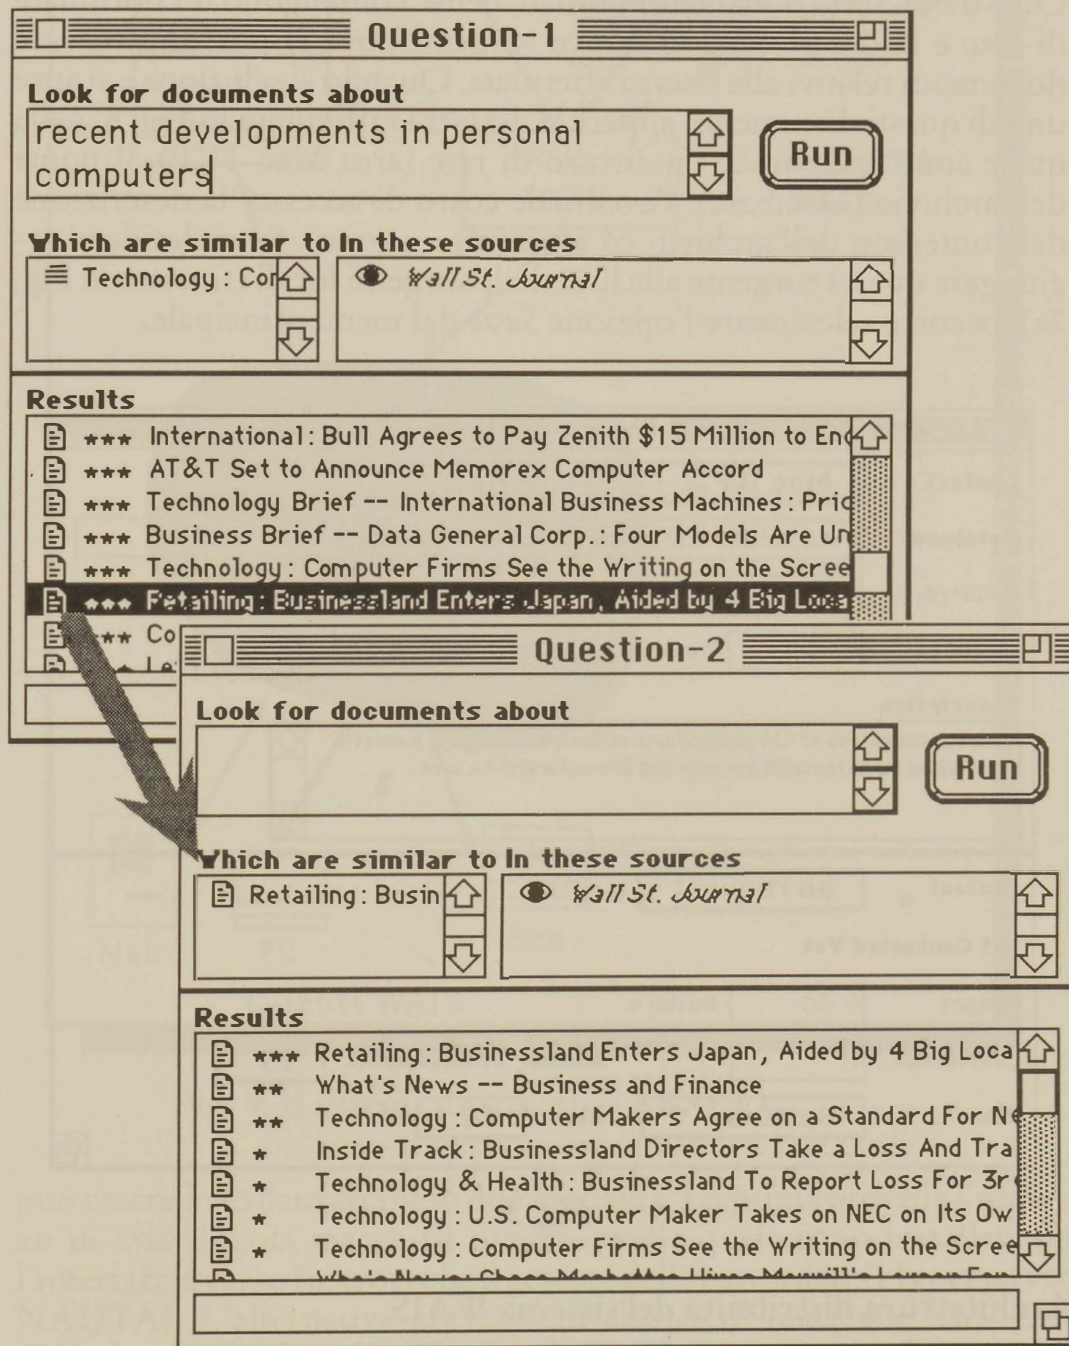 Question-1
Look for documents about
recent developments in personal
computers
Run
Which are similar to In these sources
Technology : Cor
Wall St. Journal
Results
*** International: Bull Agrees to Pay Zenith $15 Million to Enc
*** AT&T Set to Announce Memorex Computer Accord
*** Technology Brief -- International Business Machines: Pric
*** Business Brief -- Data General Corp.: Four Models Are Un
*** Technology: Computer Firms See the Writing on the Scree
*** Retailing: Businessland Enters Japan, Aided by 4 Big Loca
** Co
Question-2
Look for documents about
Run
Which are similar to In these sources
Retailing: Busin
Wall St. Journal
Results
*** Retailing: Businessland Enters Japan, Aided by 4 Big Loca
** What's News -- Business and Finance
** Technology: Computer Makers Agree on a Standard For Ne
* Inside Track: Businessland Directors Take a Loss And Tra
* Technology & Health: Businessland To Report Loss For 3r
* Technology: U.S. Computer Maker Takes on NEC on Its Ow
* Technology: Computer Firms See the Writing on the Scree